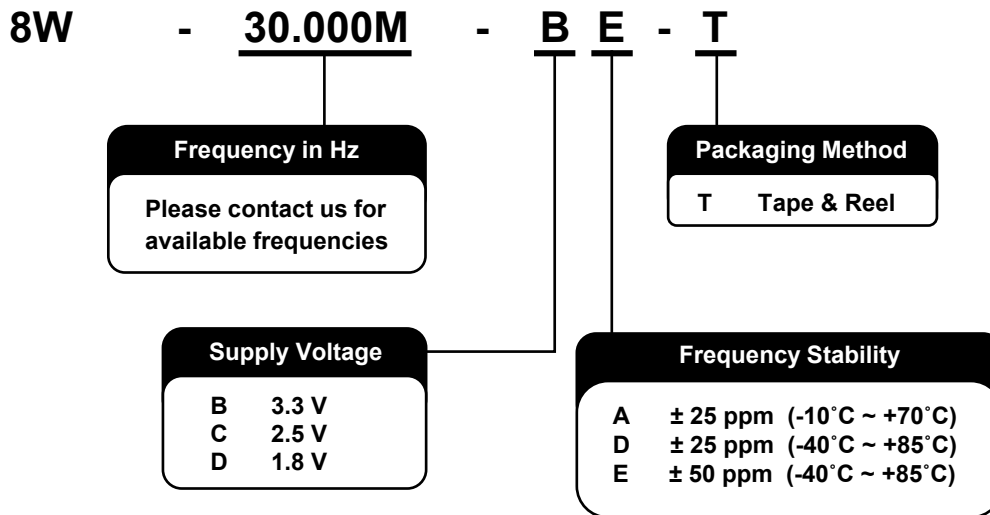 8W - 30.000M - B E - T
Frequency in Hz
Please contact us for
available frequencies
Packaging Method
T Tape & Reel
Supply Voltage
B 3.3 V
C 2.5 V
D 1.8 V
Frequency Stability
A ± 25 ppm (-10˚C ~ +70˚C)
D ± 25 ppm (-40˚C ~ +85˚C)
E ± 50 ppm (-40˚C ~ +85˚C)